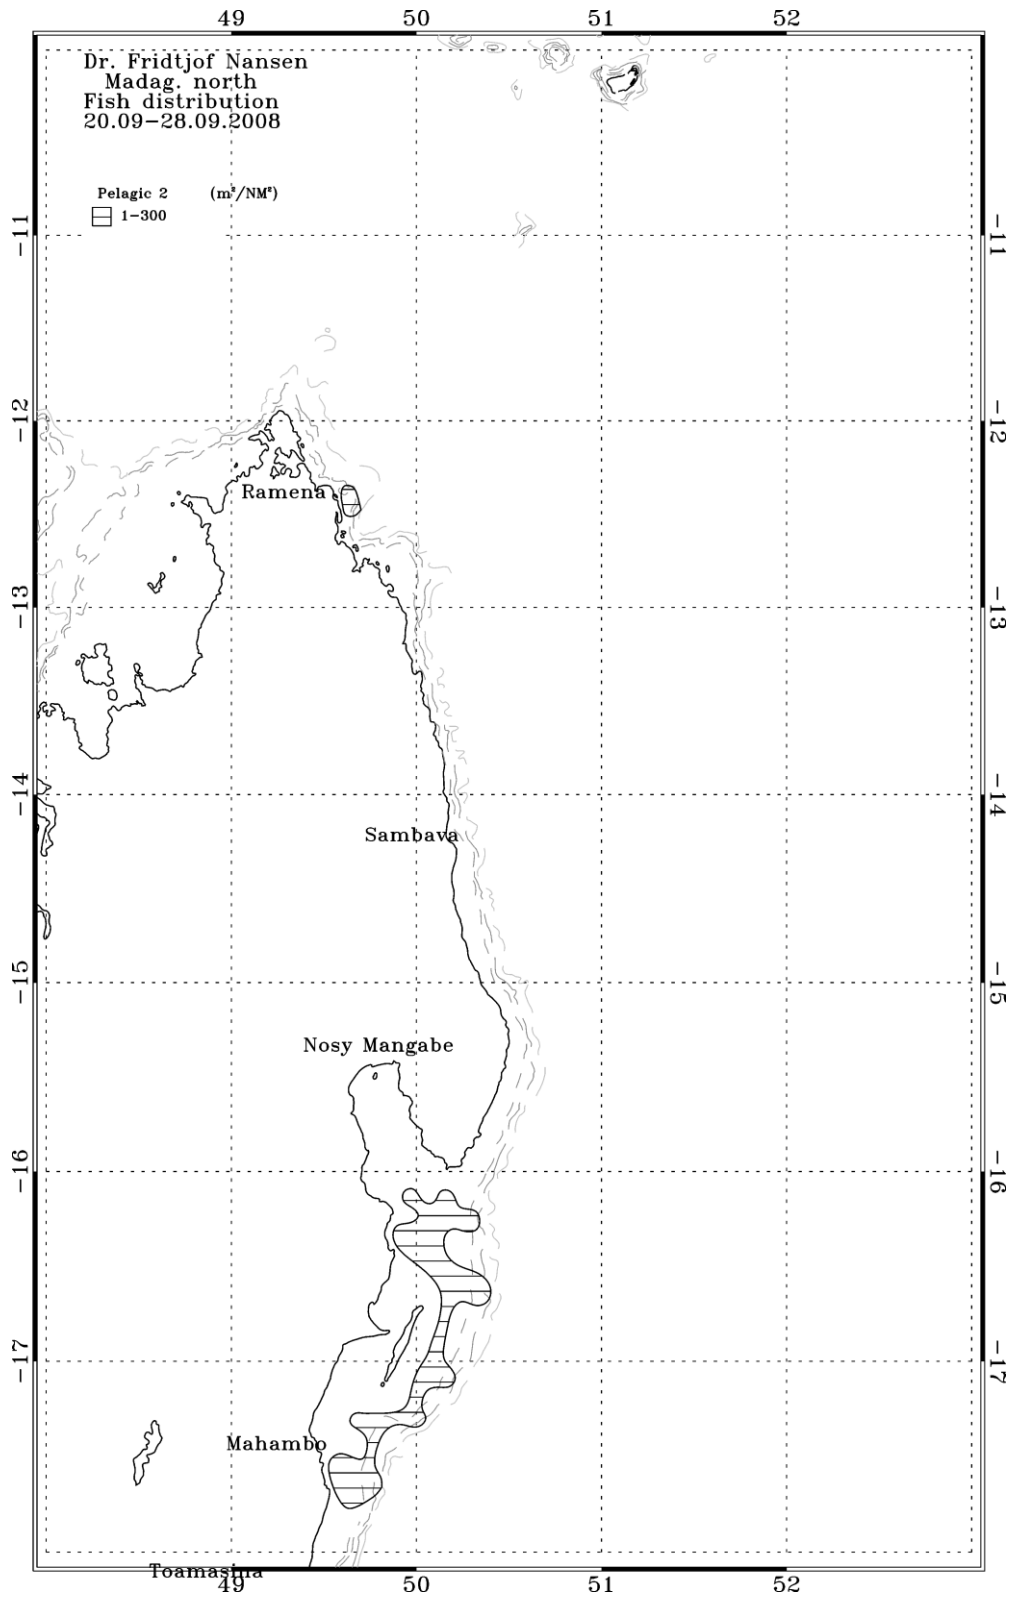 49 50 51 52
Dr. Fridtjof Nansen
Madag. north
Fish distribution
20.09-28.09.2008
Pelagic 2 (m²/NM²)
1-300
-11 -11
-12 -12
Ramena
-13 -13
-14 -14
Sambava
-15 -15
Nosy Mangabe
-16 -16
-17 -17
Mahambo
Toamasina
49 50 51 52